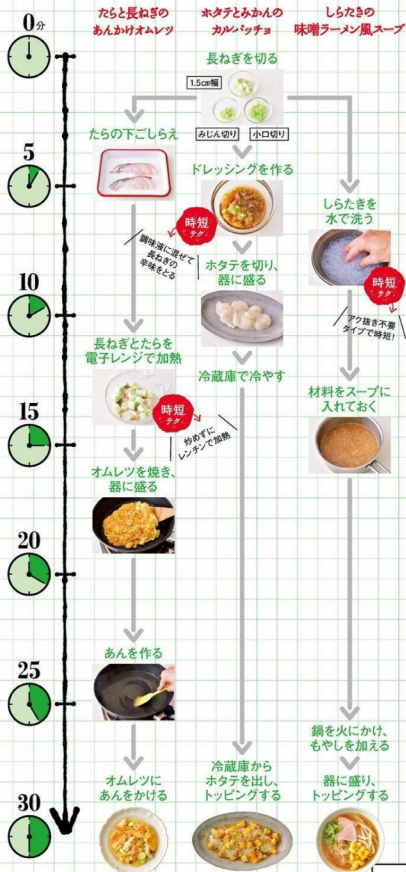 0分
たらと長ねぎの
あんかけオムレツ
ホタテとみかんの
カルパッチョ
しらたきの
味噌ラーメン風スープ
長ねぎを切る
1.5cm幅
みじん切り
小口切り
たらの下ごしらえ
5
ドレッシングを作る
しらたきを
水で洗う
時短
テク
調味液に混ぜて
長ねぎの
辛味をとる
ホタテを切り、
器に盛る
時短
テク
アク抜き不要
タイプで時短!
10
長ねぎとたらを
電子レンジで加熱
冷蔵庫で冷やす
材料をスープに
入れておく
時短
テク
炒めずに
レンチンで加熱
15
オムレツを焼き、
器に盛る
20
あんを作る
25
鍋を火にかけ、
もやしを加える
冷蔵庫から
ホタテを出し、
トッピングする
オムレツに
あんをかける
器に盛り、
トッピングする
30